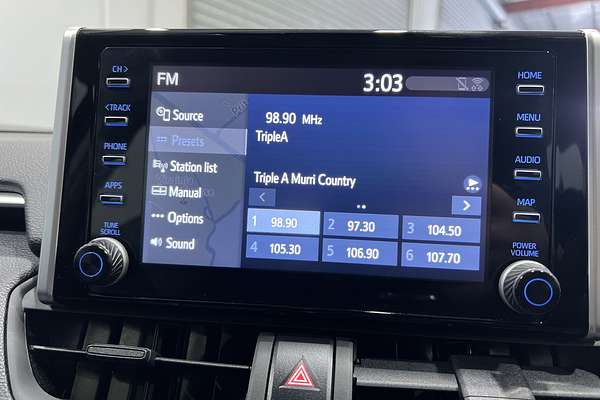 CH >
< TRACK
PHONE
APPS
TUNE
SCROLL
FM
3:03
Source
Presets
Station list
Manual
Options
Sound
98.90 MHz
TripleA
Triple A Murri Country
< >
1 98.90
2 97.30
3 104.50
4 105.30
5 106.90
6 107.70
HOME
MENU
AUDIO
MAP
POWER
VOLUME